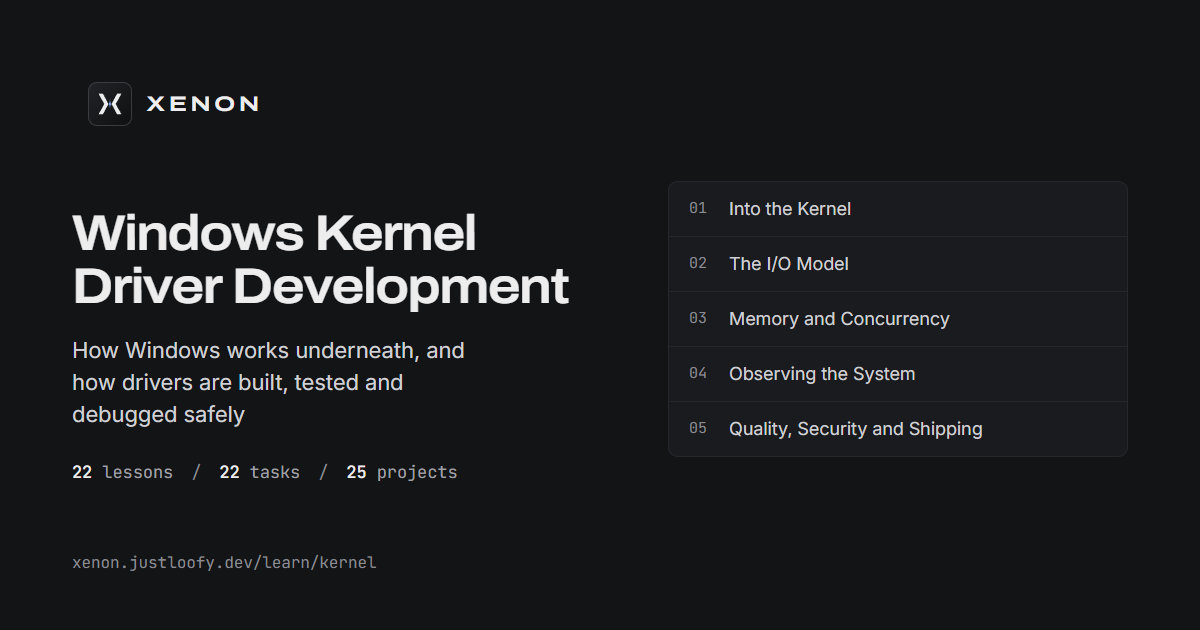 XENON
Windows Kernel
Driver Development
How Windows works underneath, and
how drivers are built, tested and
debugged safely
22 lessons / 22 tasks / 25 projects
xenon.justloofy.dev/learn/kernel
01 Into the Kernel
02 The I/O Model
03 Memory and Concurrency
04 Observing the System
05 Quality, Security and Shipping